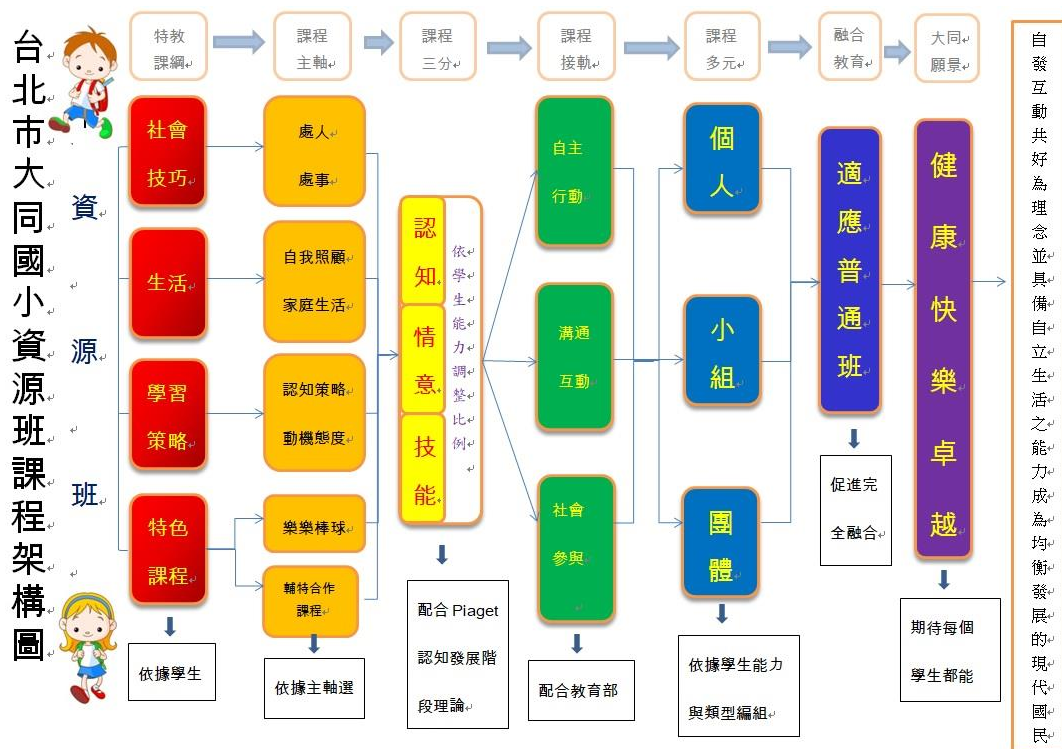 台北市大同國小資源班課程架構圖
資源班
特教
課綱
課程
主軸
課程
三分
課程
接軌
課程
多元
融合
教育
大同
願景
社會
技巧
生活
學習
策略
特色
課程
依據學生
處人
處事
自我照顧
家庭生活
認知策略
動機態度
樂樂棒球
輔特合作
課程
依據主軸選
認知
情意
技能
依學生能力調整比例
配合 Piaget
認知發展階
段理論
自主
行動
溝通
互動
社會
參與
配合教育部
個人
小組
團體
依據學生能力
與類型編組
適應普通班
促進完
全融合
健康快樂卓越
期待每個
學生都能
自發互動共好為理念並具備自立生活之能力成為均衡發展的現代國民